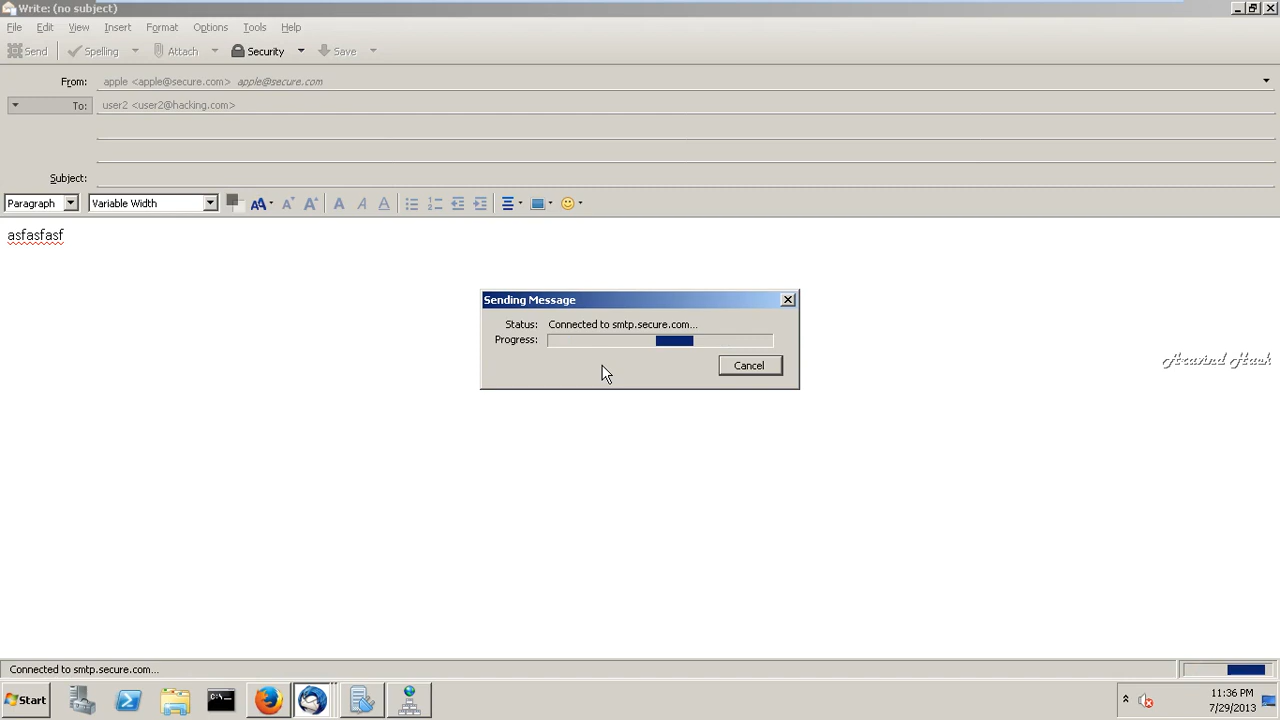 Write: (no subject)
File Edit View Insert Format Options Tools Help
Send Spelling Attach Security Save
From: apple <apple@secure.com> apple@secure.com
To: user2 <user2@hacking.com>
Subject:
Paragraph Variable Width
asfasfasf
Sending Message
Status: Connected to smtp.secure.com...
Progress:
Cancel
Aravind Hack
Connected to smtp.secure.com...
Start
11:36 PM
7/29/2013